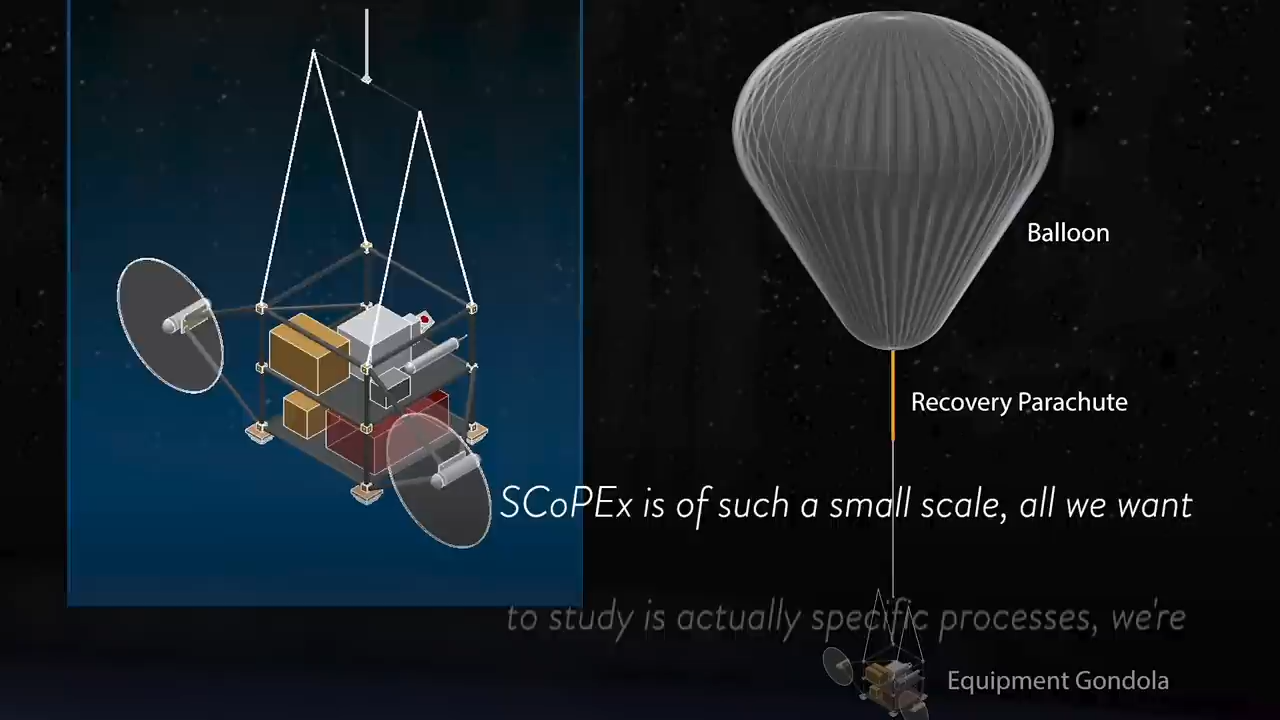 Balloon
Recovery Parachute
SCoPEx is of such a small scale, all we want
to study is actually specific processes, we're
Equipment Gondola